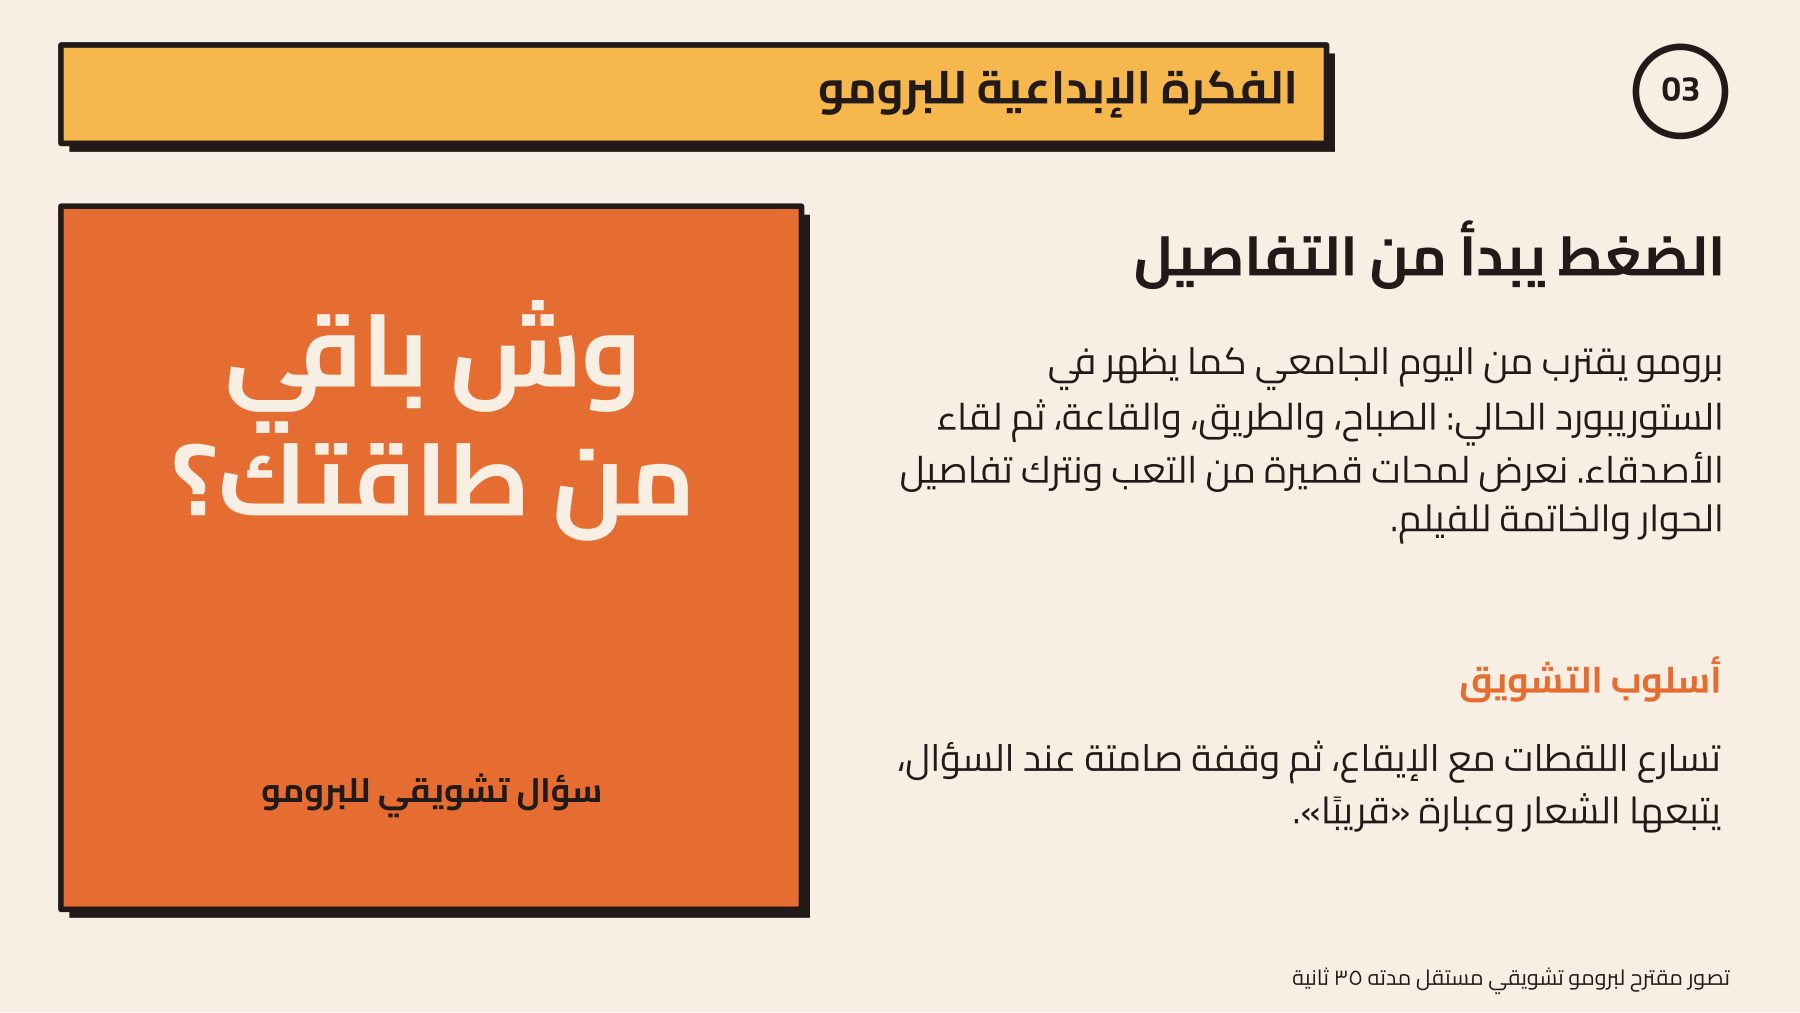 03
الفكرة الإبداعية للبرومو
الضغط يبدأ من التفاصيل
برومو يقترب من اليوم الجامعي كما يظهر في
الستوريبورد الحالي: الصباح، والطريق، والقاعة، ثم لقاء
الأصدقاء. نعرض لمحات قصيرة من التعب ونترك تفاصيل
الحوار والخاتمة للفيلم.
أسلوب التشويق
تسارع اللقطات مع الإيقاع، ثم وقفة صامتة عند السؤال،
يتبعها الشعار وعبارة «قريبًا».
وش باقي
من طاقتك؟
سؤال تشويقي للبرومو
تصور مقترح لبرومو تشويقي مستقل مدته ٣٥ ثانية